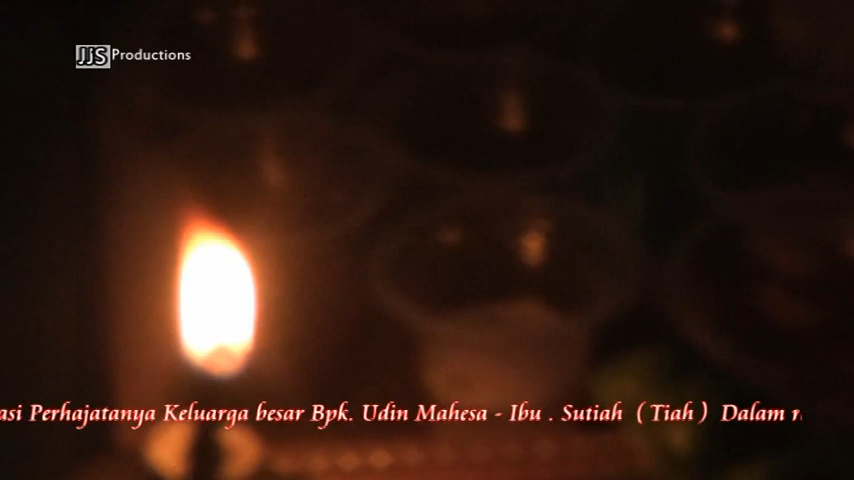 JJS Productions
asi Perhajatanya Keluarga besar Bpk. Udin Mahesa - Ibu . Sutiah ( Tiah ) Dalam